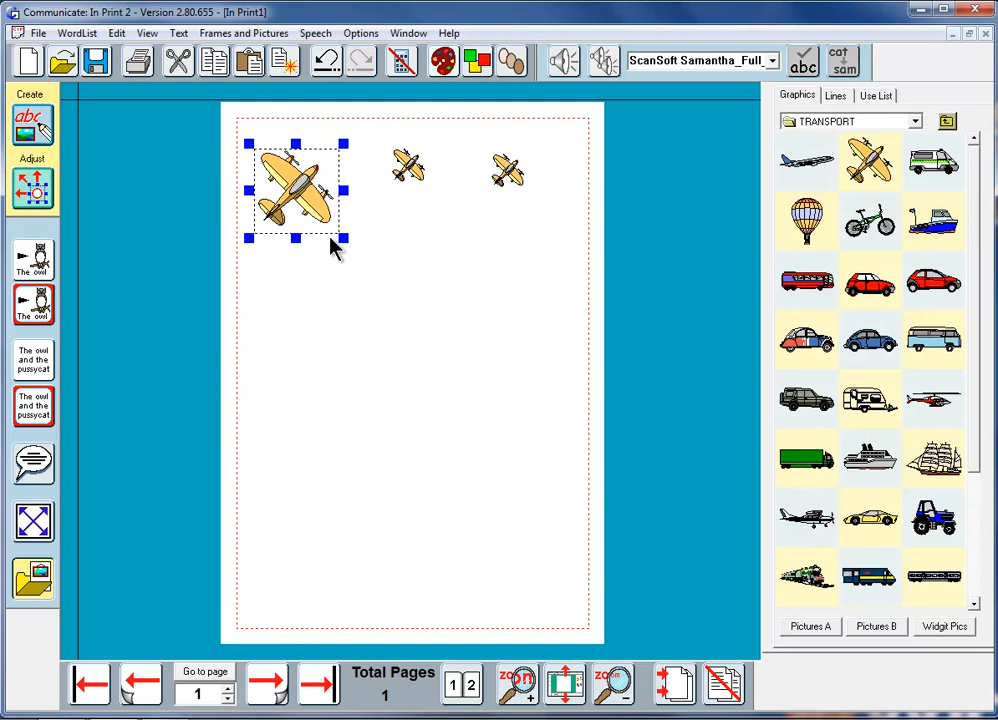 Communicate: In Print 2 - Version 2.80.655 - [In Print1]
File WordList Edit View Text Frames and Pictures Speech Options Window Help
ScanSoft Samantha_Full_
abc
cat
sam
Create
abc
Adjust
The owl
The owl
The owl
and the
pussycat
The owl
and the
pussycat
Graphics Lines Use List
TRANSPORT
Pictures A Pictures B Widgit Pics
Go to page
1
Total Pages
1
1 2
zoom
+
zoom
-